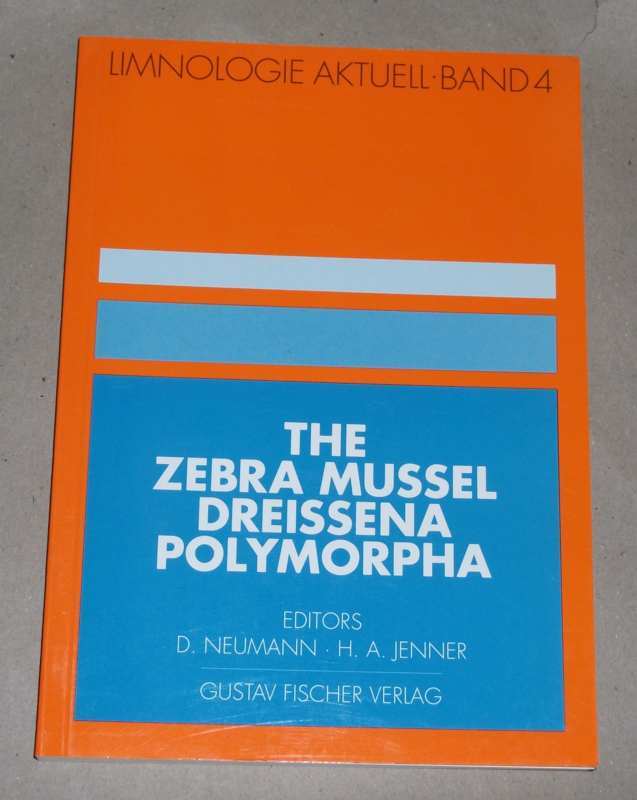 LIMNOLOGIE AKTUELL·BAND 4
THE
ZEBRA MUSSEL
DREISSENA
POLYMORPHA
EDITORS
D. NEUMANN · H. A. JENNER
GUSTAV FISCHER VERLAG